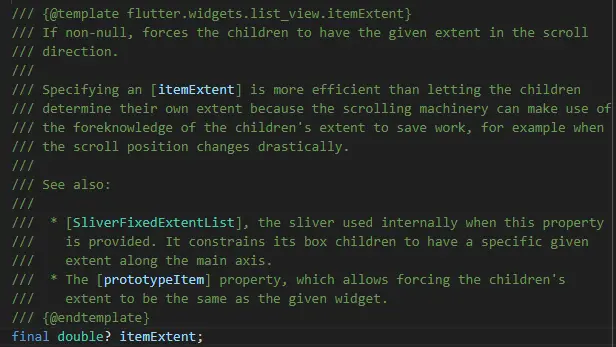 /// {@template flutter.widgets.list_view.itemExtent}
/// If non-null, forces the children to have the given extent in the scroll
/// direction.
///
/// Specifying an [itemExtent] is more efficient than letting the children
/// determine their own extent because the scrolling machinery can make use of
/// the foreknowledge of the children's extent to save work, for example when
/// the scroll position changes drastically.
///
/// See also:
///
///  * [SliverFixedExtentList], the sliver used internally when this property
///    is provided. It constrains its box children to have a specific given
///    extent along the main axis.
///  * The [prototypeItem] property, which allows forcing the children's
///    extent to be the same as the given widget.
/// {@endtemplate}
final double? itemExtent;